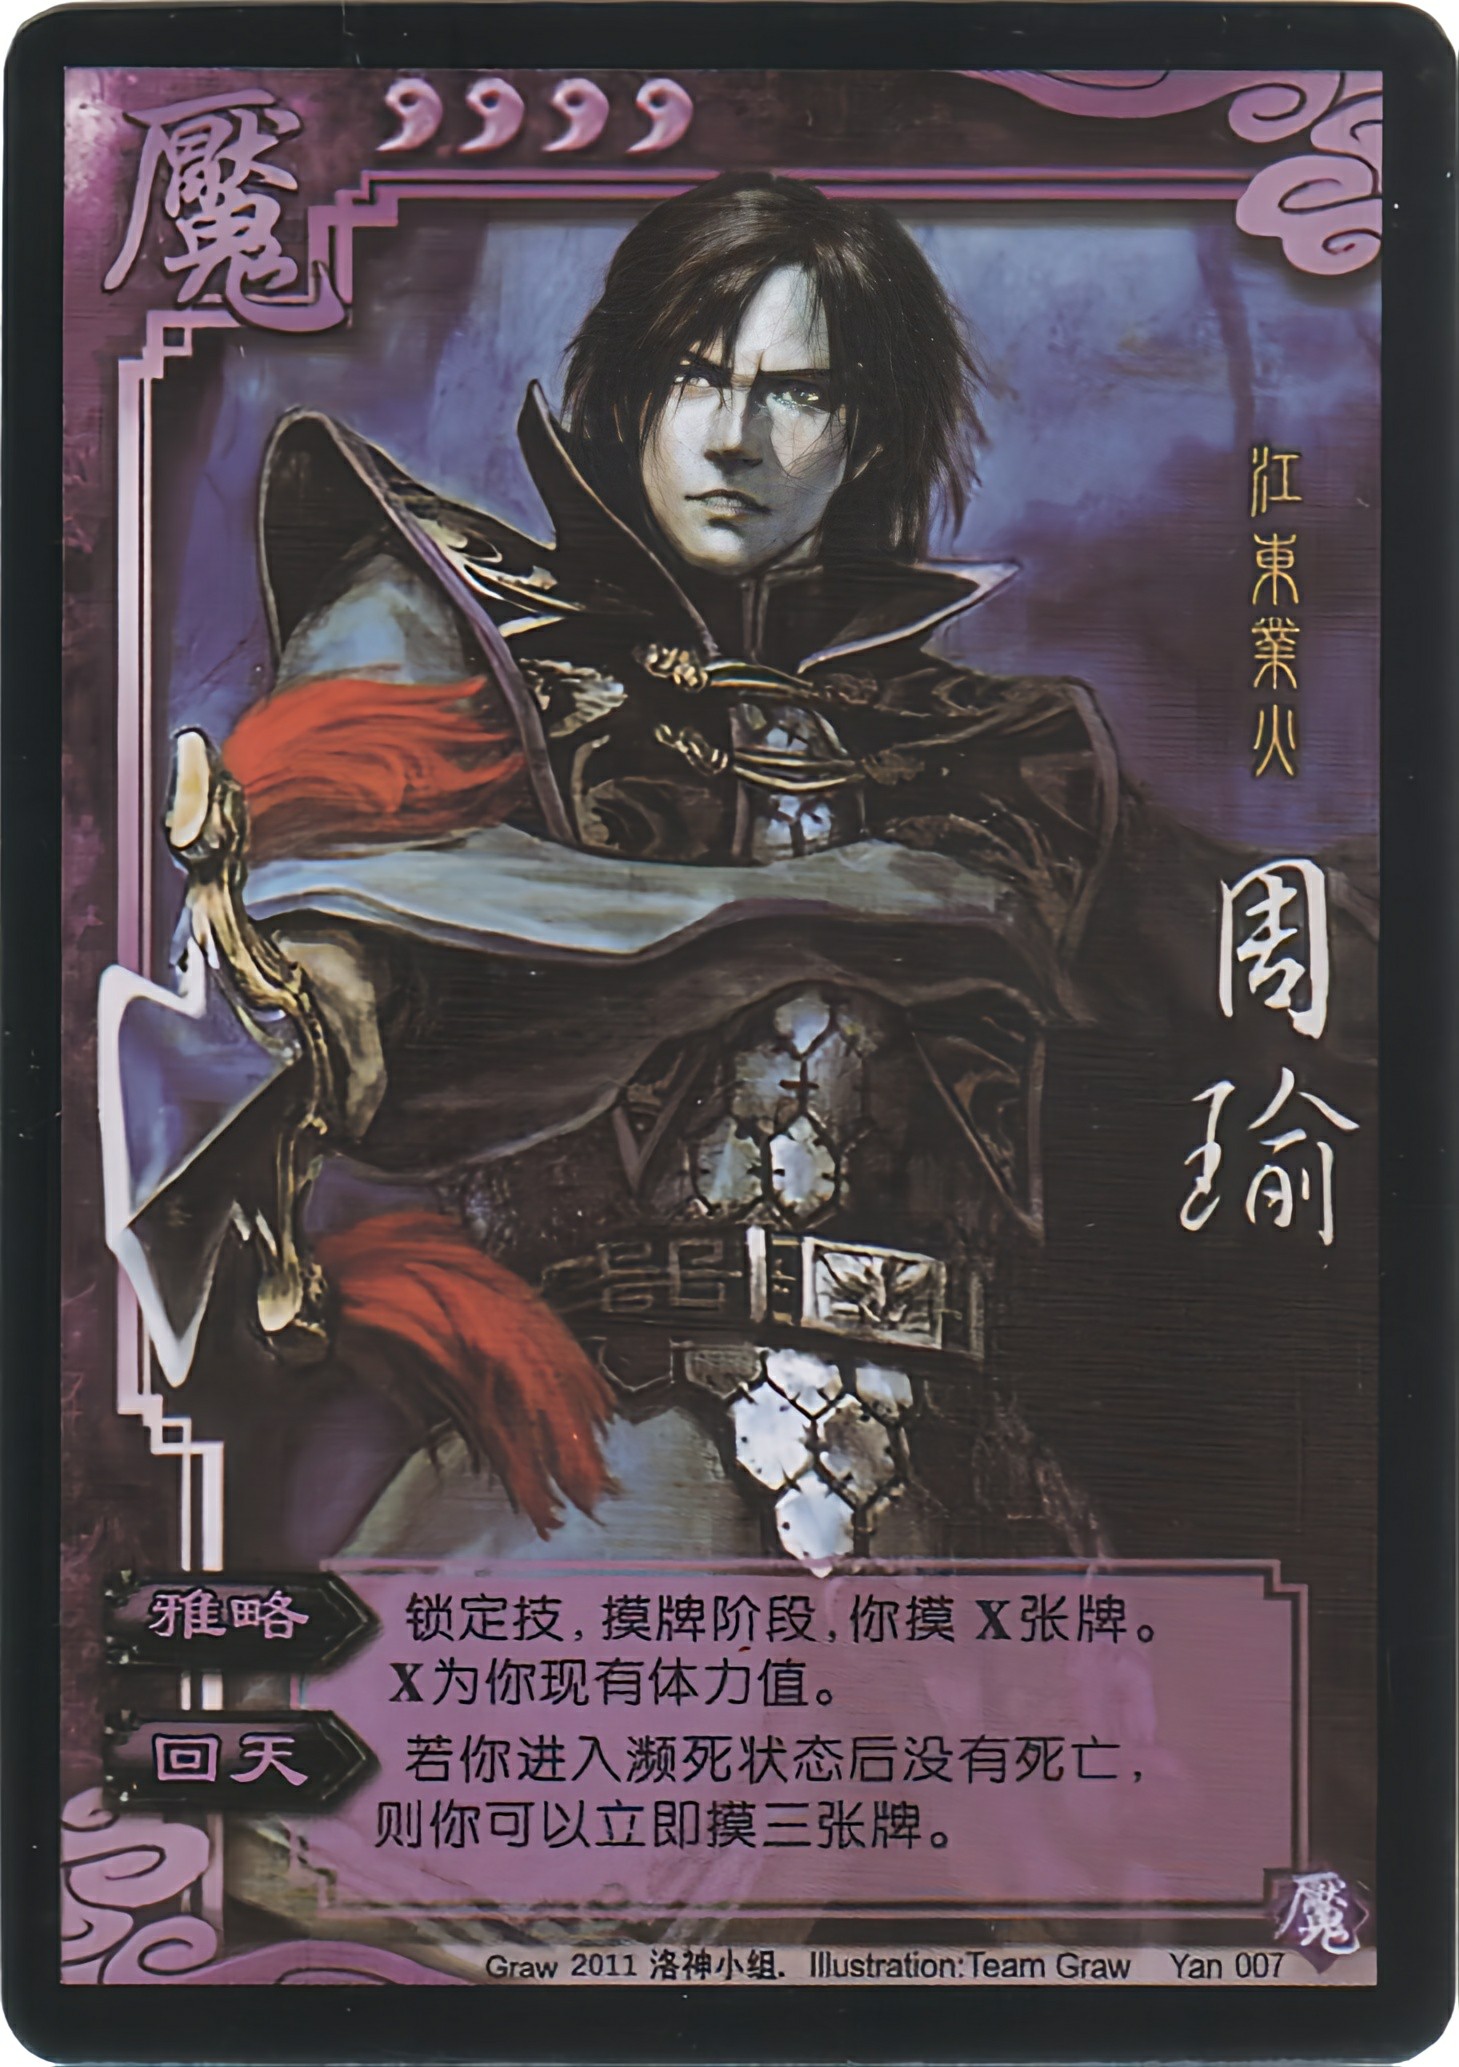 魘
江東業火
周瑜
雅略
锁定技,摸牌阶段,你摸 X张牌。
X为你现有体力值。
回天
若你进入濒死状态后没有死亡,
则你可以立即摸三张牌。
魘
Graw 2011 洛神小组. Illustration:Team Graw Yan 007